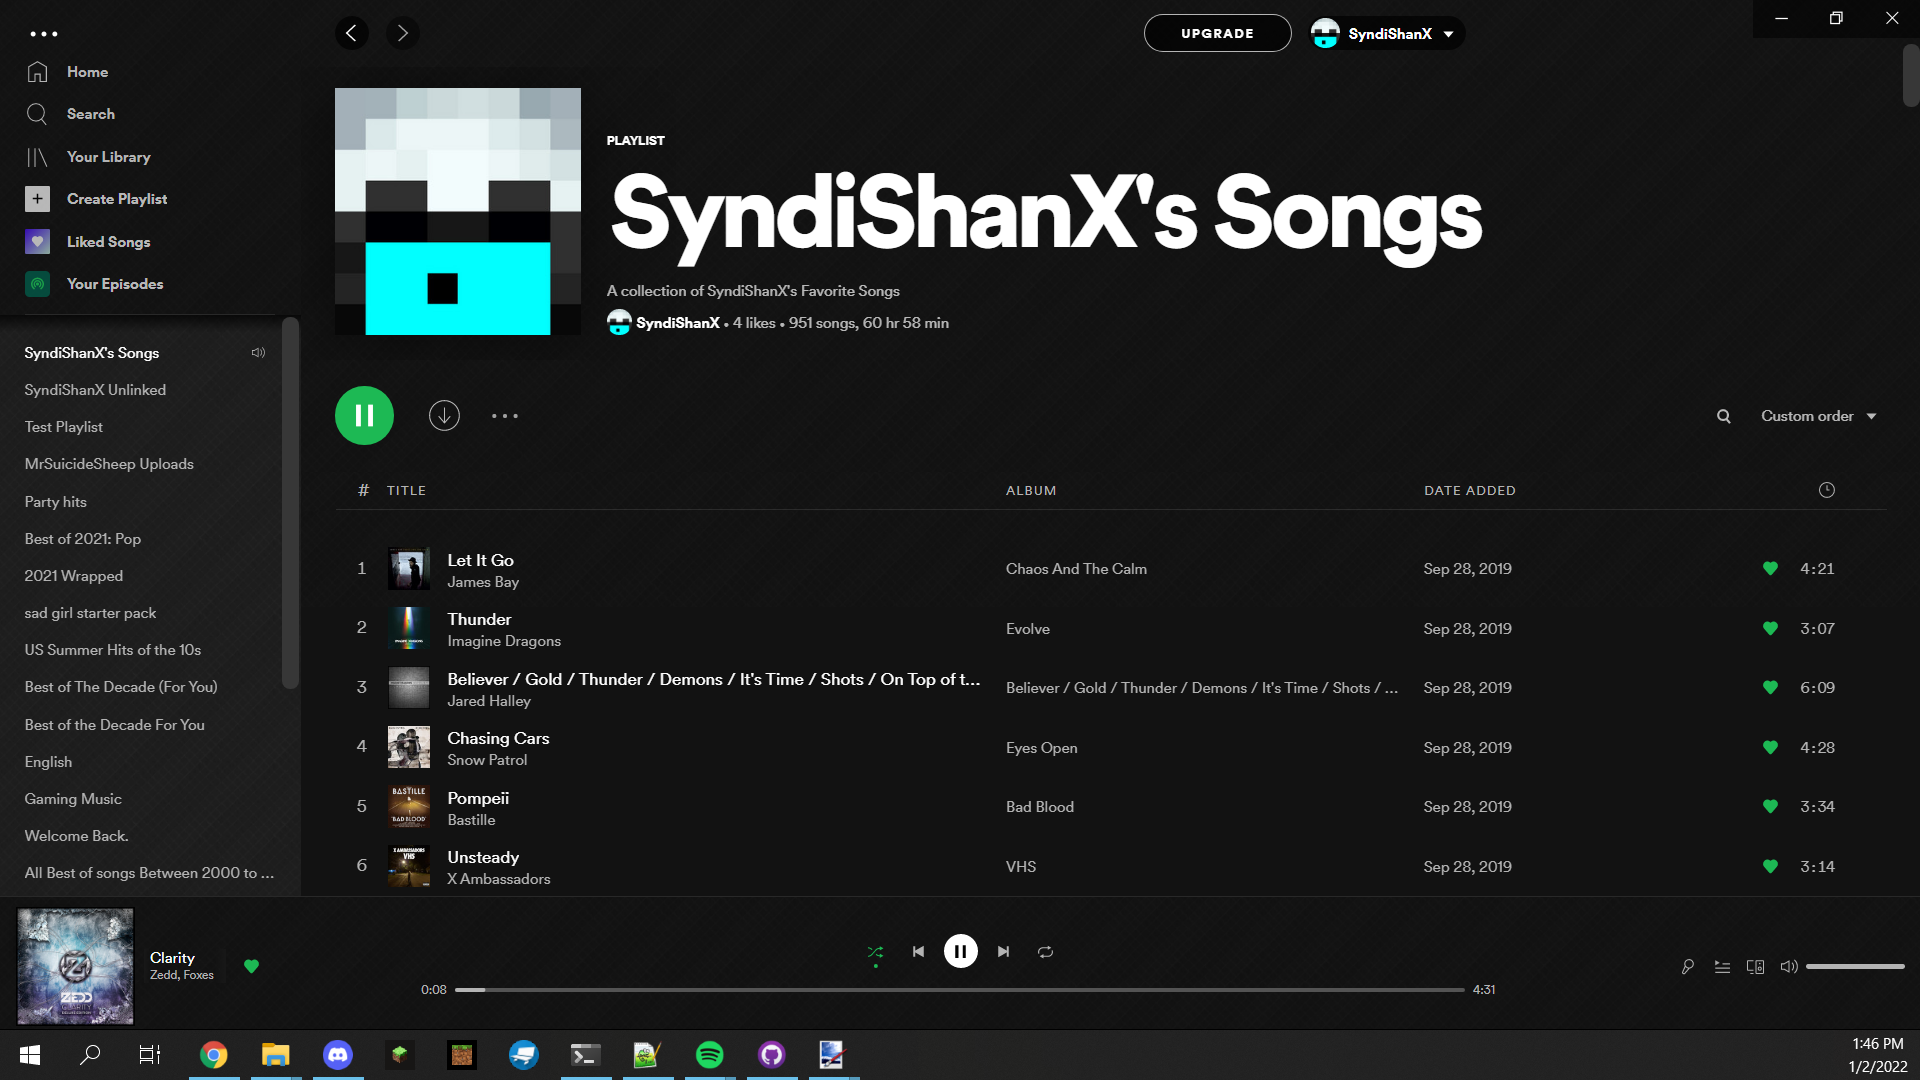 UPGRADE
SyndiShanX
Home
Search
Your Library
Create Playlist
Liked Songs
Your Episodes
PLAYLIST
SyndiShanX's Songs
A collection of SyndiShanX's Favorite Songs
SyndiShanX • 4 likes • 951 songs, 60 hr 58 min
SyndiShanX's Songs
SyndiShanX Unlinked
Test Playlist
MrSuicideSheep Uploads
Party hits
Best of 2021: Pop
2021 Wrapped
sad girl starter pack
US Summer Hits of the 10s
Best of The Decade (For You)
Best of the Decade For You
English
Gaming Music
Welcome Back.
All Best of songs Between 2000 to ...
Custom order
# TITLE ALBUM DATE ADDED
1 Let It Go Chaos And The Calm Sep 28, 2019 4:21
James Bay
2 Thunder Evolve Sep 28, 2019 3:07
Imagine Dragons
3 Believer / Gold / Thunder / Demons / It's Time / Shots / On Top of t... Believer / Gold / Thunder / Demons / It's Time / Shots / ... Sep 28, 2019 6:09
Jared Halley
4 Chasing Cars Eyes Open Sep 28, 2019 4:28
Snow Patrol
5 Pompeii Bad Blood Sep 28, 2019 3:34
Bastille
BASTILLE
"BAD BLOOD"
6 Unsteady VHS Sep 28, 2019 3:14
X Ambassadors
X AMBASSADORS
VHS
ZEDD
CLARITY
DELUXE EDITION
Clarity
Zedd, Foxes
0:08
4:31
1:46 PM
1/2/2022